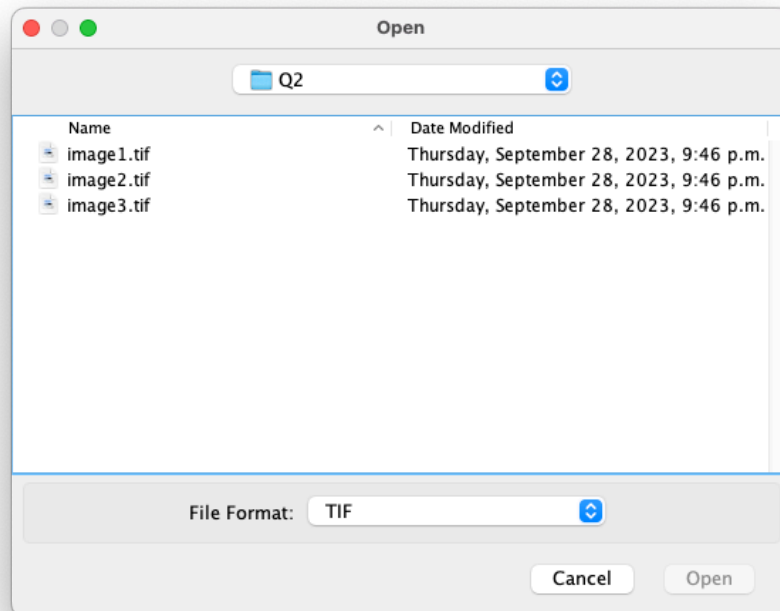 Open
Q2
Name Date Modified
image1.tif Thursday, September 28, 2023, 9:46 p.m.
image2.tif Thursday, September 28, 2023, 9:46 p.m.
image3.tif Thursday, September 28, 2023, 9:46 p.m.
File Format: TIF
Cancel Open